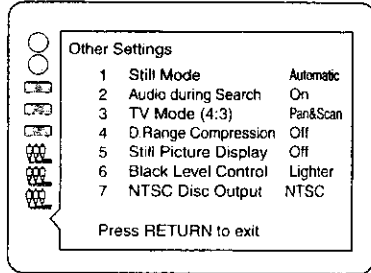 Other Settings
1 Still Mode Automatic
2 Audio during Search On
3 TV Mode (4:3) Pan&Scan
4 D.Range Compression Off
5 Still Picture Display Off
6 Black Level Control Lighter
7 NTSC Disc Output NTSC
Press RETURN to exit